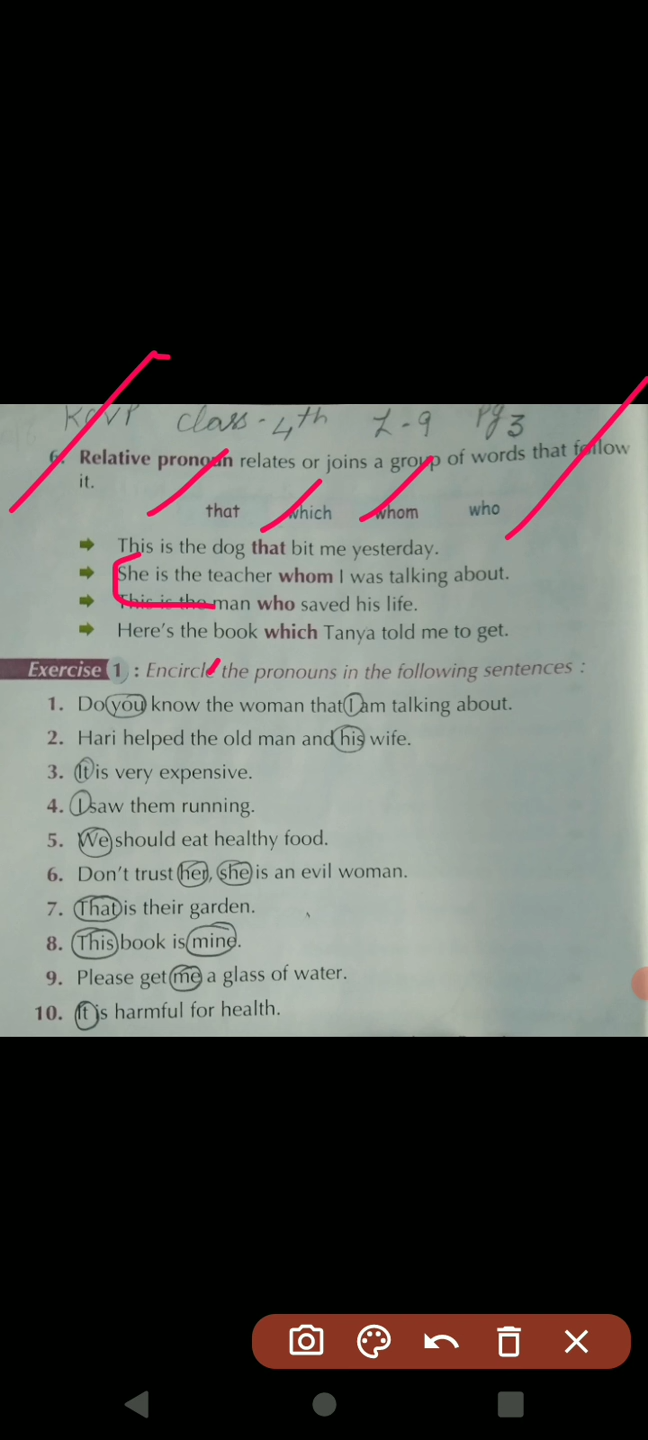 KGVP class - 4th L-9 Pg 3
6. Relative pronoun relates or joins a group of words that follow
it.
that which whom who
This is the dog that bit me yesterday.
She is the teacher whom I was talking about.
This is the man who saved his life.
Here's the book which Tanya told me to get.
Exercise 1 : Encircle the pronouns in the following sentences :
1. Do you know the woman that I am talking about.
2. Hari helped the old man and his wife.
3. It is very expensive.
4. I saw them running.
5. We should eat healthy food.
6. Don't trust her, she is an evil woman.
7. That is their garden.
8. This book is mine.
9. Please get me a glass of water.
10. It is harmful for health.